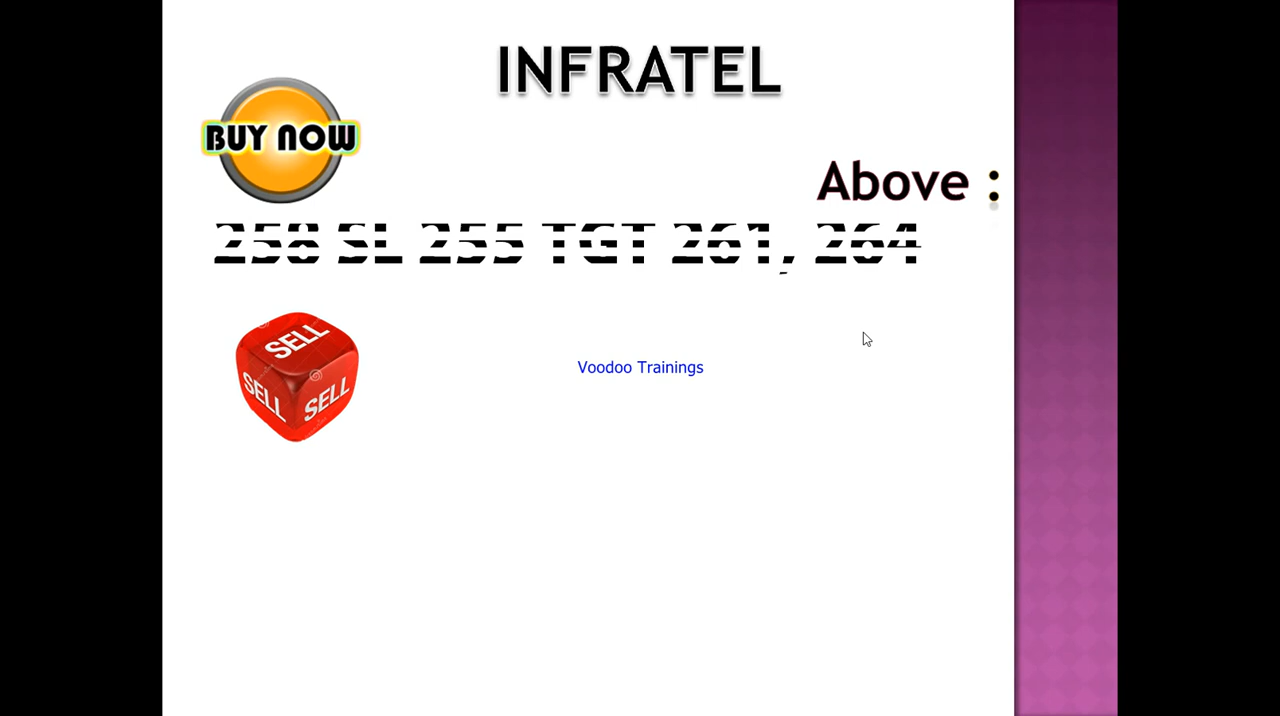 INFRATEL
BUY NOW
Above :
258 SL 255 TGT 261, 264
SELL
SELL
SELL
Voodoo Trainings